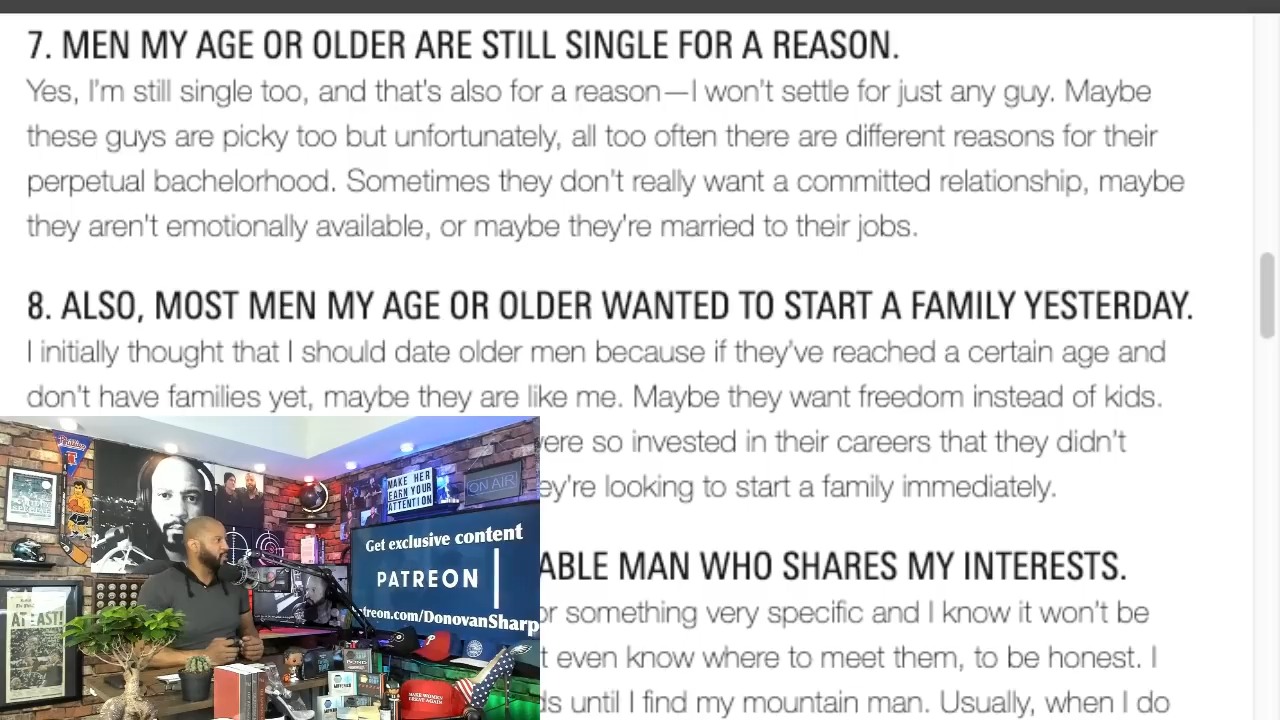 7. MEN MY AGE OR OLDER ARE STILL SINGLE FOR A REASON.
Yes, I'm still single too, and that's also for a reason—I won't settle for just any guy. Maybe
these guys are picky too but unfortunately, all too often there are different reasons for their
perpetual bachelorhood. Sometimes they don't really want a committed relationship, maybe
they aren't emotionally available, or maybe they're married to their jobs.
8. ALSO, MOST MEN MY AGE OR OLDER WANTED TO START A FAMILY YESTERDAY.
I initially thought that I should date older men because if they've reached a certain age and
don't have families yet, maybe they are like me. Maybe they want freedom instead of kids.
were so invested in their careers that they didn't
ey're looking to start a family immediately.
ABLE MAN WHO SHARES MY INTERESTS.
or something very specific and I know it won't be
t even know where to meet them, to be honest. I
ds until I find my mountain man. Usually, when I do
MAKE HER
EARN YOUR
ATTENTION
ON AIR
Get exclusive content
PATREON
treon.com/DonovanSharp
AT LAST!
MAKE WOMEN
GREAT AGAIN